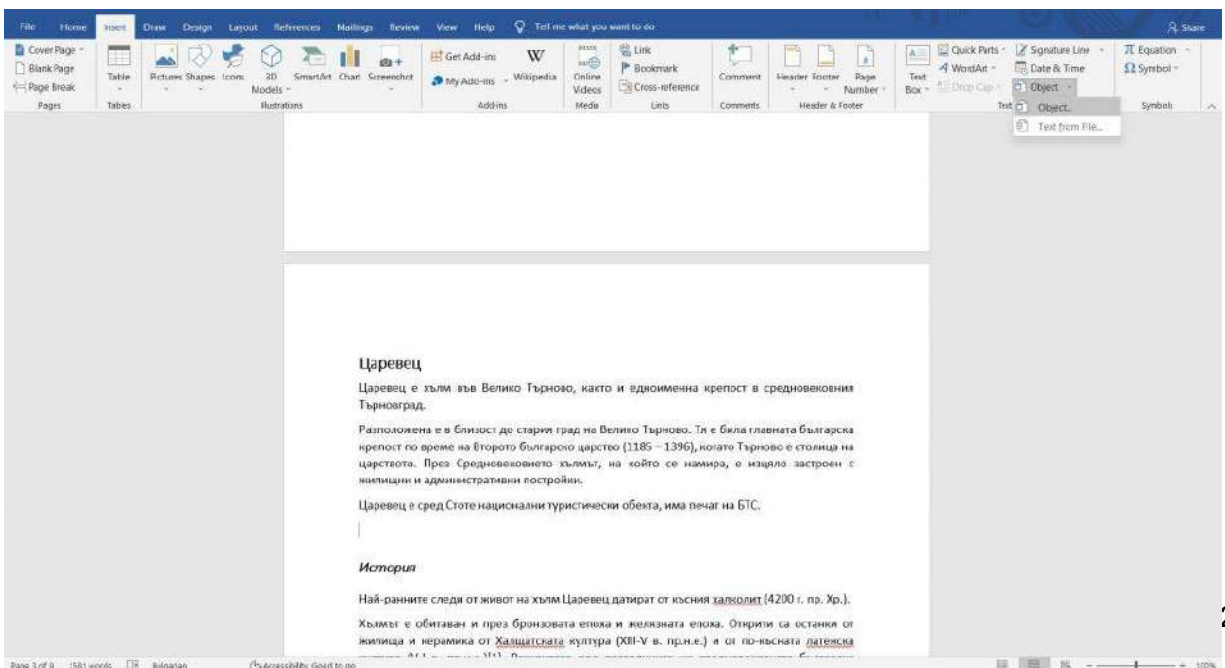 File Home Insert Draw Design Layout References Mailings Review View Help Tell me what you want to do Share
Cover Page
Blank Page
Page Break
Pages
Table
Tables
Pictures Shapes Icons 3D Models SmartArt Chart Screenshot
Illustrations
Get Add-ins
My Add-ins
Wikipedia
Add-ins
Online Videos
Media
Link
Bookmark
Cross-reference
Links
Comment
Comments
Header Footer Page Number
Header & Footer
Text Box
Quick Parts
WordArt
Drop Cap
Signature Line
Date & Time
Object
Text
Object...
Text from File...
Equation
Symbol
Symbols
Царевец
Царевец е хълм във Велико Търново, както и едноименна крепост в средновековния
Търновград.
Разположена е в близост до стария град на Велико Търново. Тя е била главната българска
крепост по време на Второто българско царство (1185 – 1396), когато Търново е столица на
царството. През Средновековието хълмът, на който се намира, е изцяло застроен с
жилищни и административни постройки.
Царевец е сред Стоте национални туристически обекта, има печат на БТС.
История
Най-ранните следи от живот на хълм Царевец датират от късния халколит (4200 г. пр. Хр.).
Хълмът е обитаван и през бронзовата епоха и желязната епоха. Открити са останки от
жилища и керамика от Халщатската култура (XIII-V в. пр.н.е.) и от по-късната латенска
2
Page 3 of 9 1581 words Bulgarian Accessibility: Good to go 100%